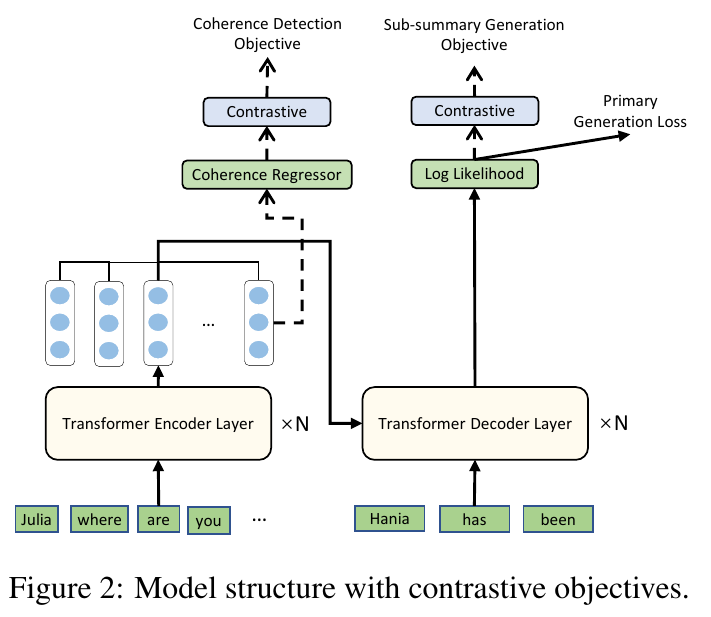 Coherence Detection
Objective
Sub-summary Generation
Objective
Contrastive
Contrastive
Primary
Generation Loss
Coherence Regressor
Log Likelihood
...
Transformer Encoder Layer
×N
Transformer Decoder Layer
×N
Julia where are you ...
Hania has been
Figure 2: Model structure with contrastive objectives.